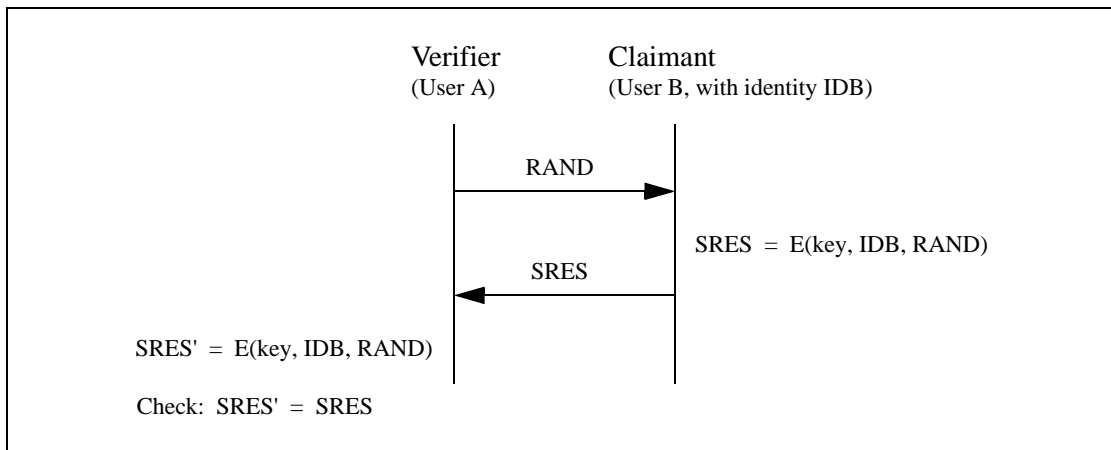 Verifier
(User A)
Claimant
(User B, with identity IDB)
RAND
SRES = E(key, IDB, RAND)
SRES
SRES' = E(key, IDB, RAND)
Check: SRES' = SRES